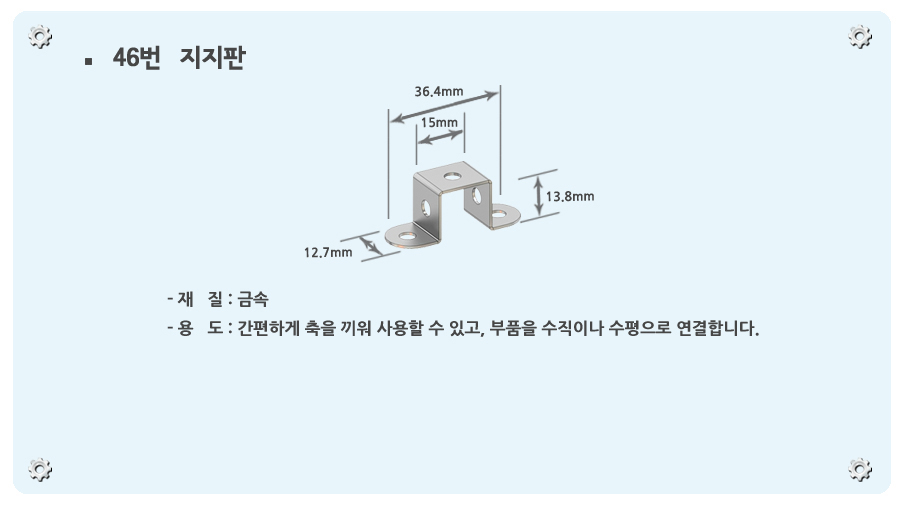 ▪ 46번 지지판
36.4mm
15mm
13.8mm
12.7mm
- 재 질 : 금속
- 용 도 : 간편하게 축을 끼워 사용할 수 있고, 부품을 수직이나 수평으로 연결합니다.